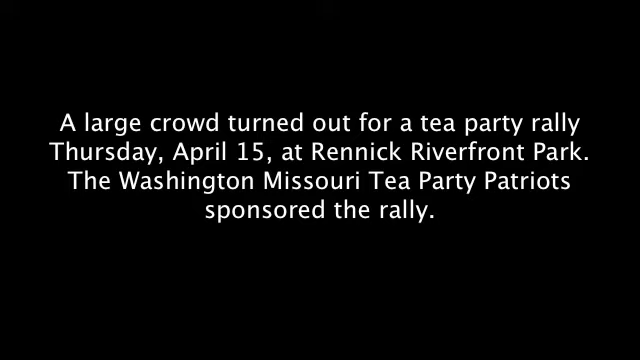 A large crowd turned out for a tea party rally
Thursday, April 15, at Rennick Riverfront Park.
The Washington Missouri Tea Party Patriots
sponsored the rally.